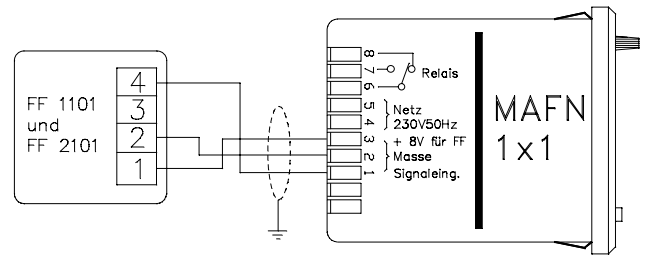 FF 1101
und
FF 2101
4
3
2
1
8
7
6
5
4
3
2
1
Relais
Netz
230V50Hz
+ 8V für FF
Masse
Signaleing.
MAFN
1x1